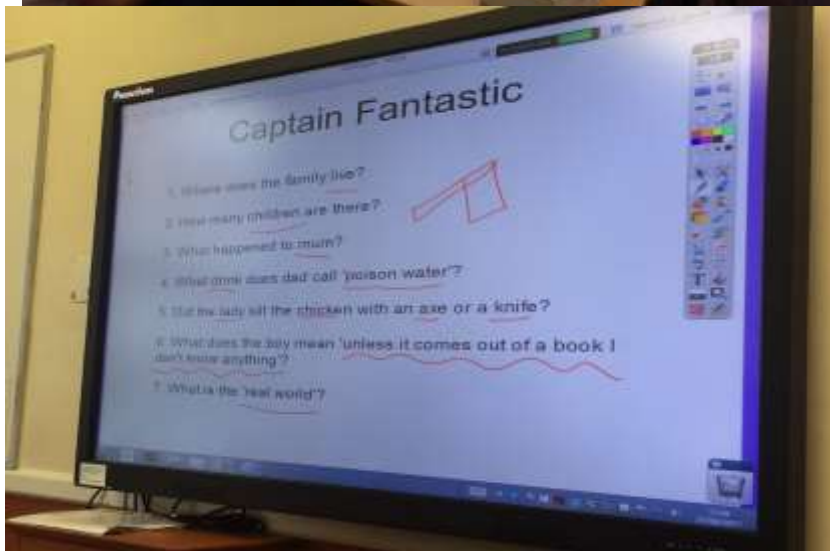 Panasonic
Captain Fantastic
1. Where does the family live?
2. How many children are there?
3. What happened to mum?
4. What drink does dad call 'poison water'?
5. Did the lady kill the chicken with an axe or a knife?
6. What does the boy mean 'unless it comes out of a book I
don't know anything'?
7. What is the 'real world'?